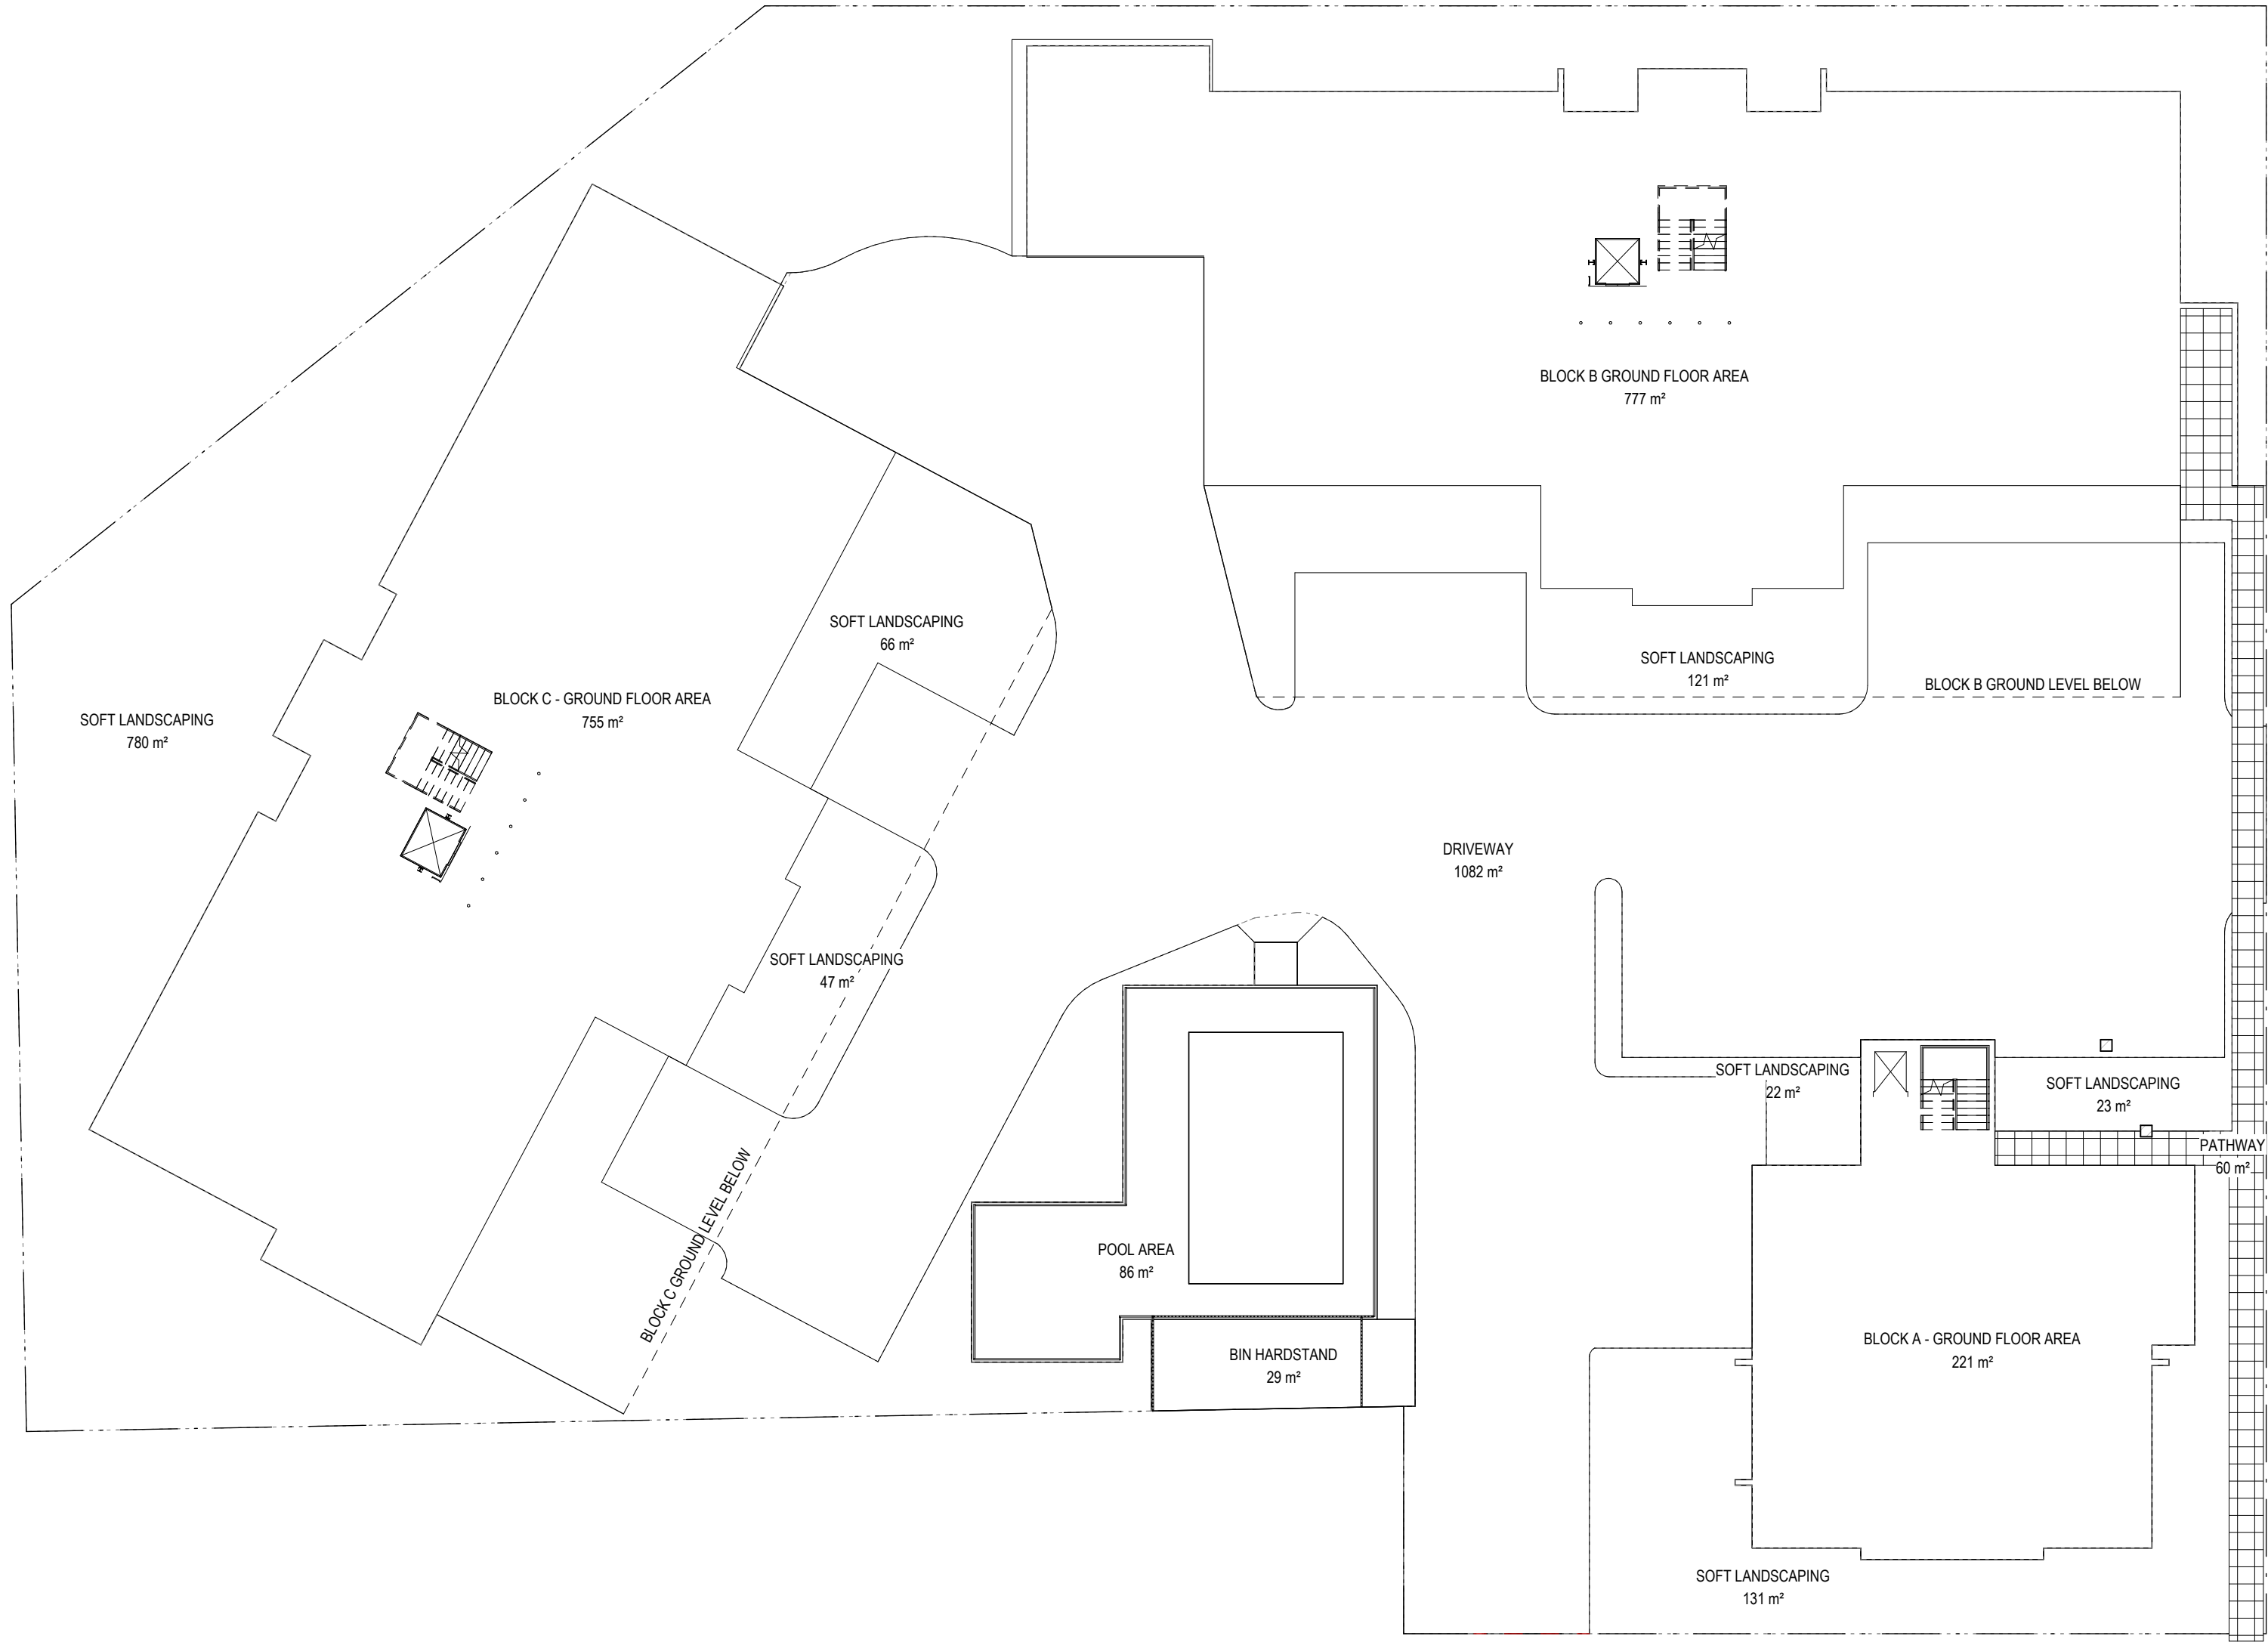 BLOCK B GROUND FLOOR AREA
777 m²
SOFT LANDSCAPING
66 m²
SOFT LANDSCAPING
121 m²
BLOCK B GROUND LEVEL BELOW
BLOCK C - GROUND FLOOR AREA
755 m²
SOFT LANDSCAPING
780 m²
DRIVEWAY
1082 m²
SOFT LANDSCAPING
47 m²
SOFT LANDSCAPING
22 m²
SOFT LANDSCAPING
23 m²
PATHWAY
60 m²
BLOCK C GROUND LEVEL BELOW
POOL AREA
86 m²
BLOCK A - GROUND FLOOR AREA
221 m²
BIN HARDSTAND
29 m²
SOFT LANDSCAPING
131 m²